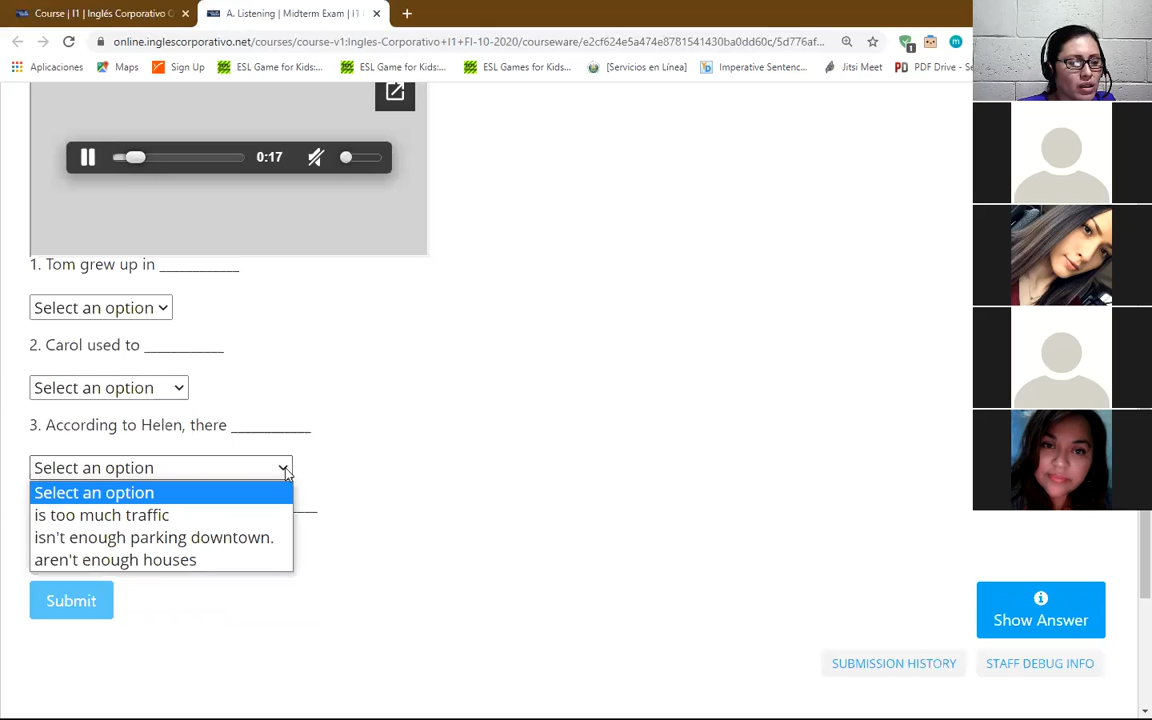 Course | I1 | Inglés Corporativo
A. Listening | Midterm Exam | I1
online.inglescorporativo.net/courses/course-v1:Ingles-Corporativo+I1+FI-10-2020/courseware/e2cf624e5a474e8781541430ba0dd60c/5d776af...
Aplicaciones
Maps
Sign Up
ESL Game for Kids:...
ESL Game for Kids:...
ESL Games for Kids:...
[Servicios en Línea]
Imperative Sentenc...
Jitsi Meet
PDF Drive - Se
0:17
1. Tom grew up in ____________
Select an option
2. Carol used to ____________
Select an option
3. According to Helen, there ____________
Select an option
Select an option
is too much traffic
isn't enough parking downtown.
aren't enough houses
Submit
Show Answer
SUBMISSION HISTORY
STAFF DEBUG INFO